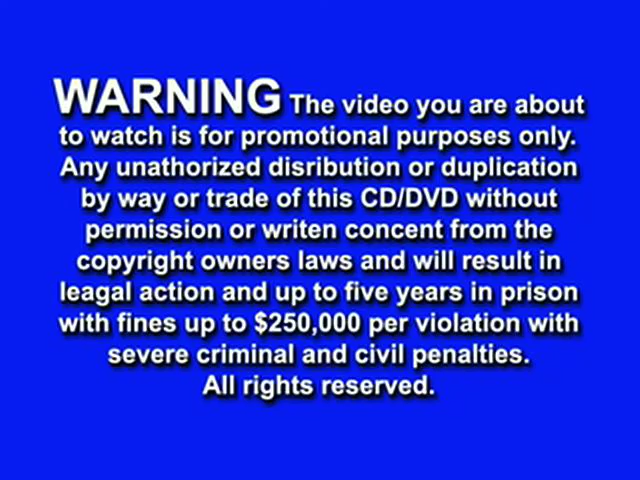 WARNING The video you are about
to watch is for promotional purposes only.
Any unathorized disribution or duplication
by way or trade of this CD/DVD without
permission or writen concent from the
copyright owners laws and will result in
leagal action and up to five years in prison
with fines up to $250,000 per violation with
severe criminal and civil penalties.
All rights reserved.